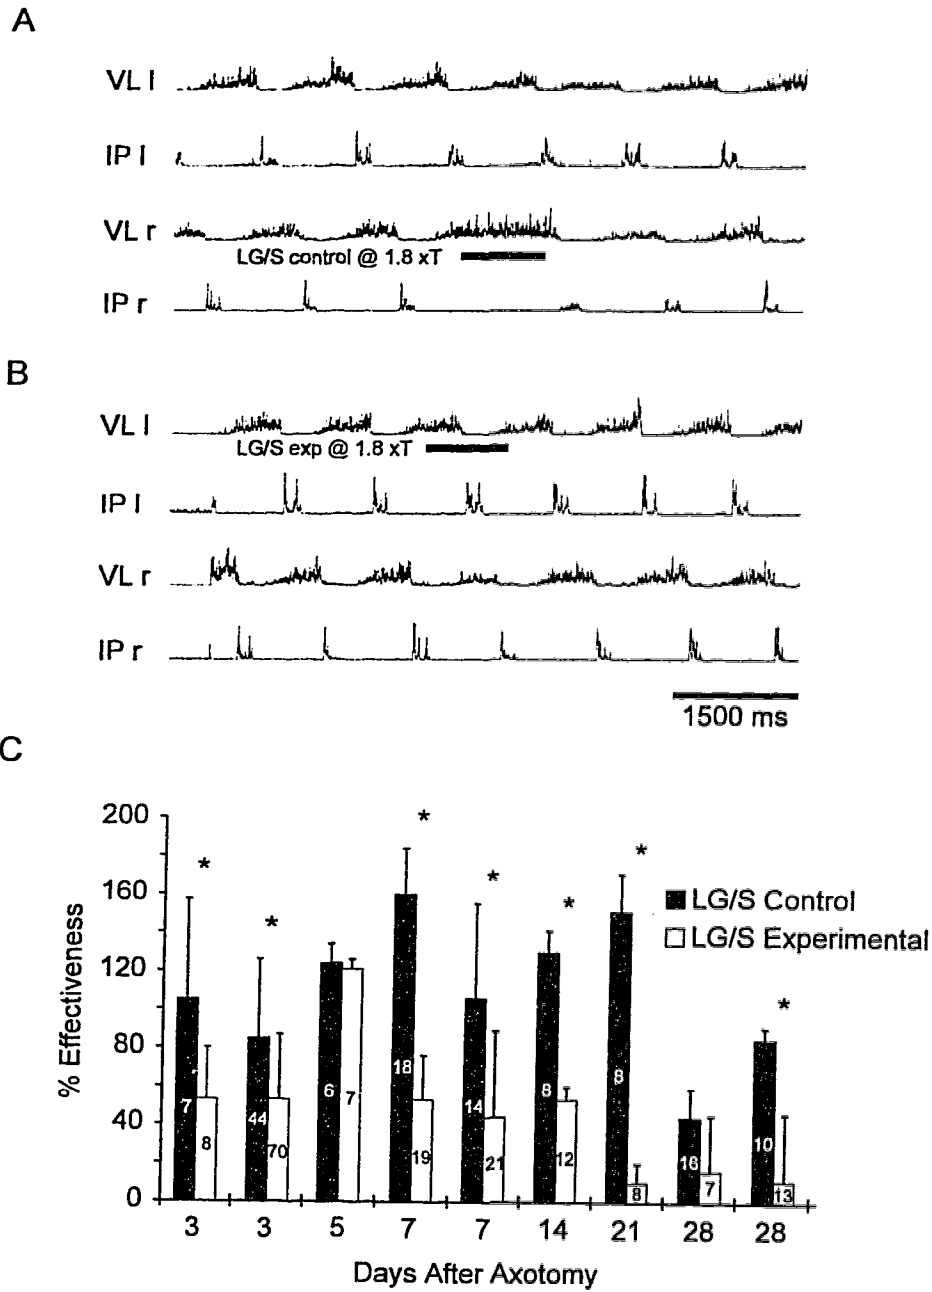 A
VL l
IP l
VL r
LG/S control @ 1.8 xT
IP r
B
VL l
LG/S exp @ 1.8 xT
IP l
VL r
IP r
1500 ms
C
% Effectiveness
200
160
120
80
40
0
* * * * * * *
LG/S Control
LG/S Experimental
7 8 44 70 6 7 18 19 14 21 8 12 8 8 16 7 10 13
3 3 5 7 7 14 21 28 28
Days After Axotomy